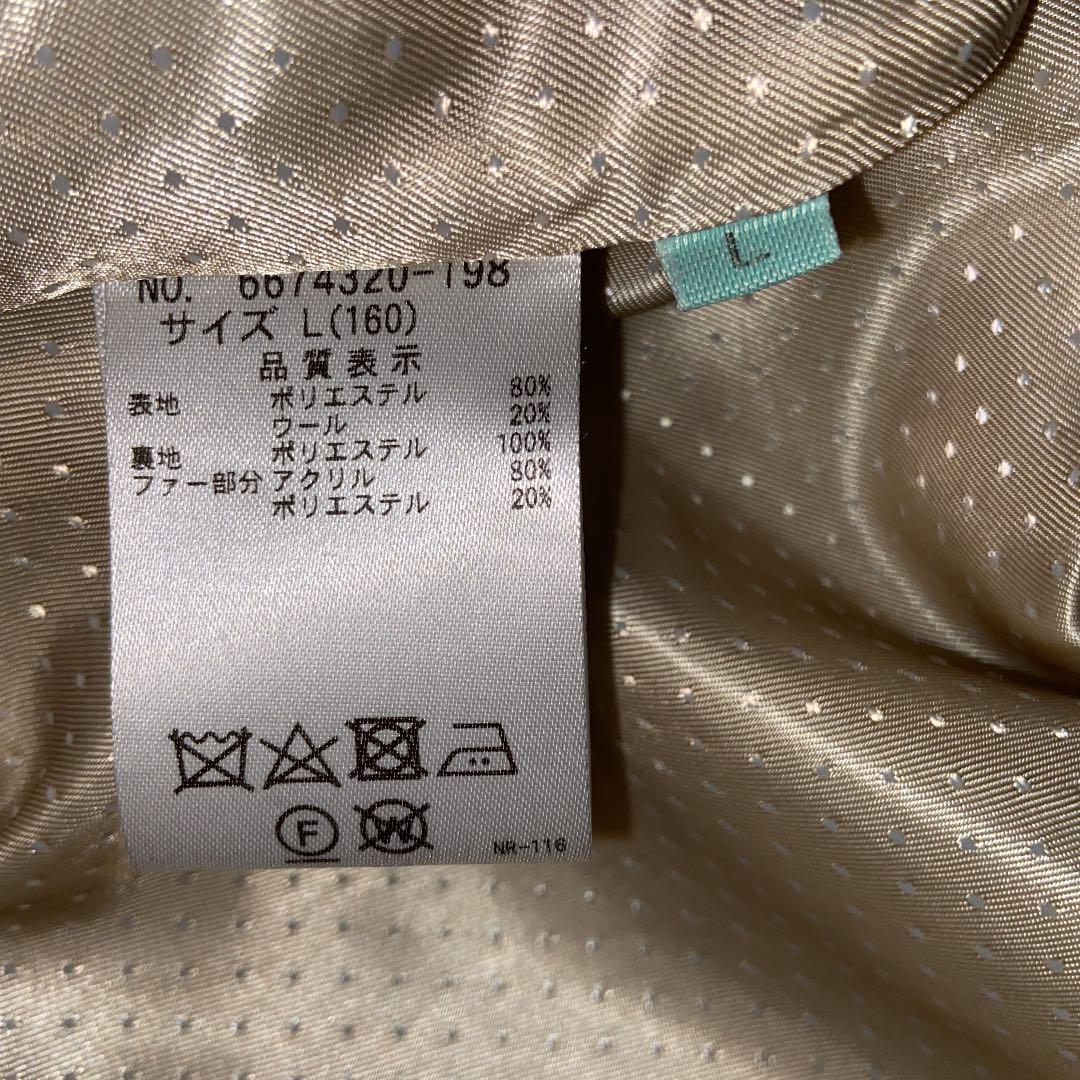 L
NO. 6674320-198
サイズ L(160)
品質表示
表地 ポリエステル 80%
ウール 20%
裏地 ポリエステル 100%
ファー部分 アクリル 80%
ポリエステル 20%
F W
NR-116